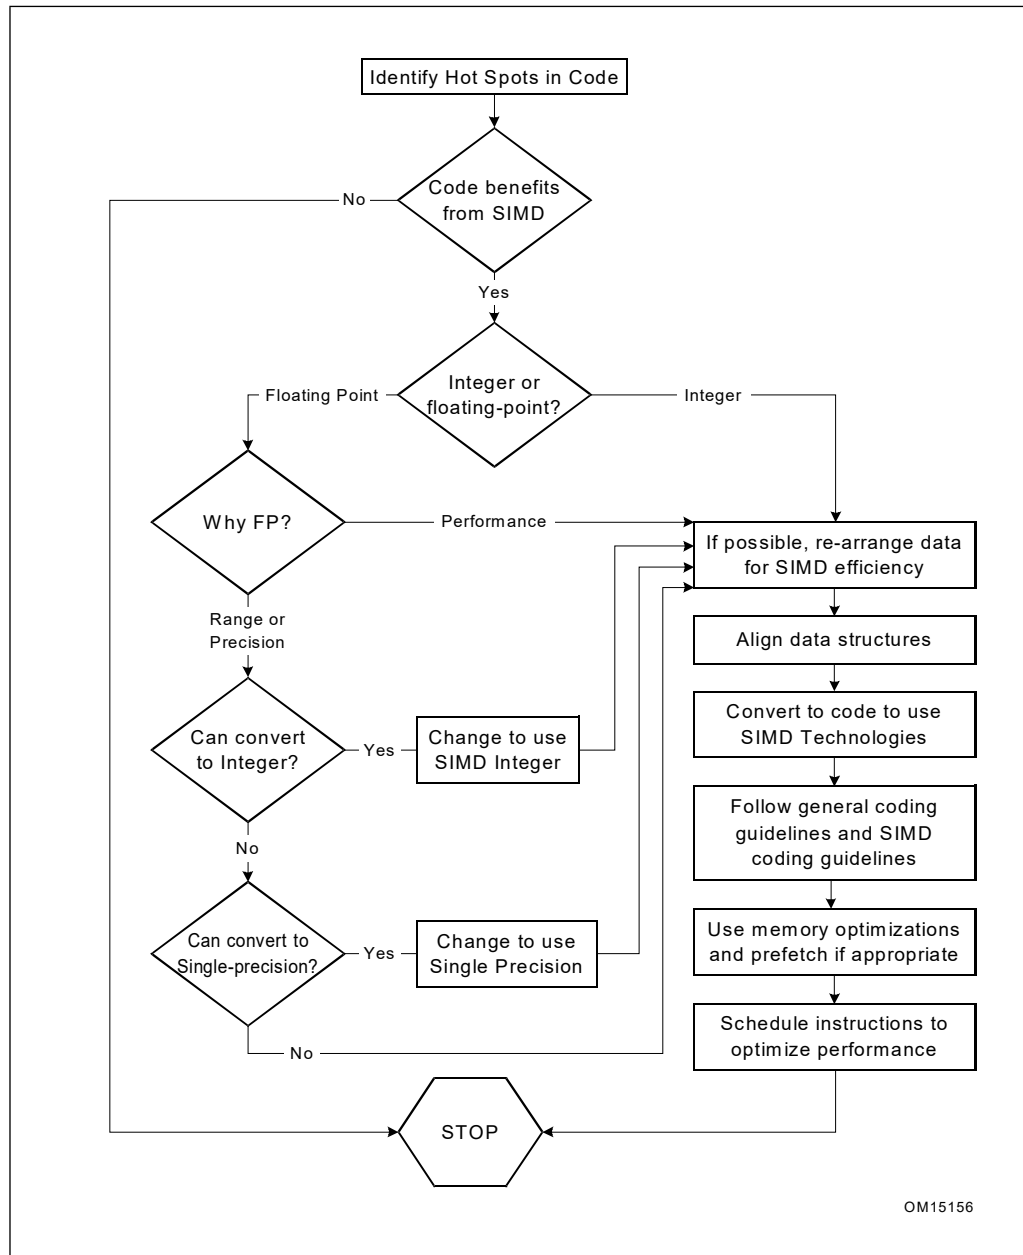 Identify Hot Spots in Code
Code benefits
from SIMD
No
Yes
Integer or
floating-point?
Floating Point
Integer
Why FP?
Performance
If possible, re-arrange data
for SIMD efficiency
Range or
Precision
Align data structures
Can convert
to Integer?
Yes
Change to use
SIMD Integer
Convert to code to use
SIMD Technologies
No
Follow general coding
guidelines and SIMD
coding guidelines
Can convert to
Single-precision?
Yes
Change to use
Single Precision
Use memory optimizations
and prefetch if appropriate
No
Schedule instructions to
optimize performance
STOP
OM15156